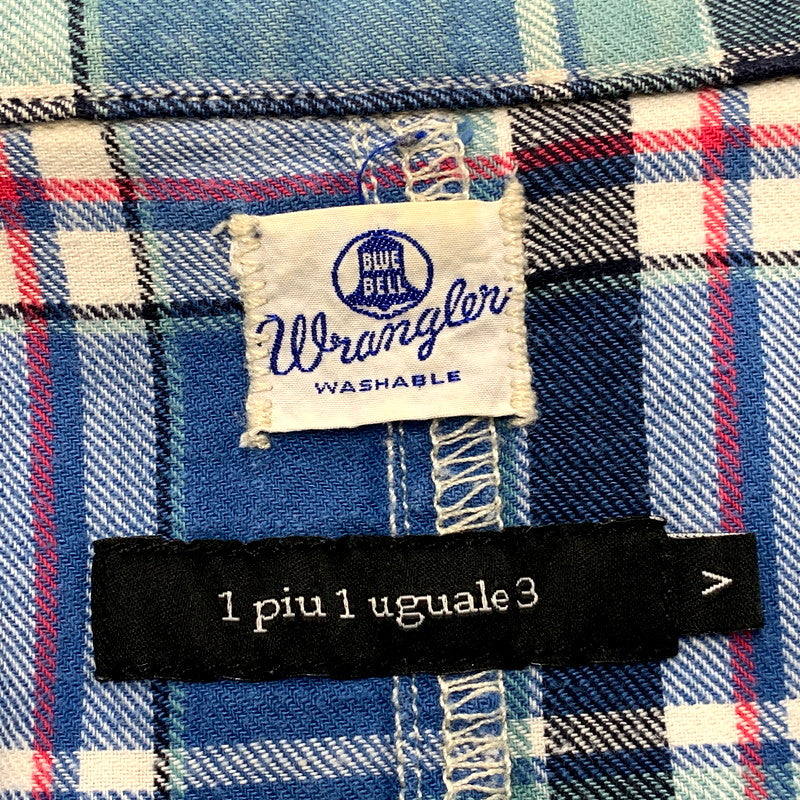 BLUE
BELL
Wrangler
WASHABLE
1 piu 1 uguale 3
V